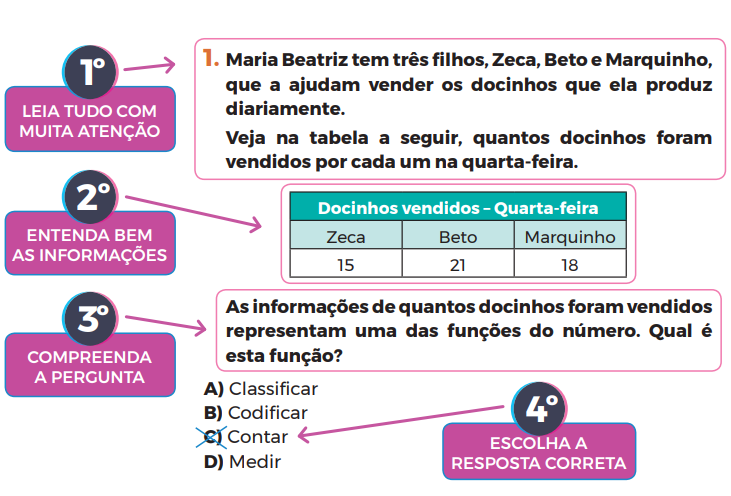 1º
LEIA TUDO COM
MUITA ATENÇÃO
1. Maria Beatriz tem três filhos, Zeca, Beto e Marquinho,
que a ajudam vender os docinhos que ela produz
diariamente.
Veja na tabela a seguir, quantos docinhos foram
vendidos por cada um na quarta-feira.
2º
ENTENDA BEM
AS INFORMAÇÕES
Docinhos vendidos – Quarta-feira
Zeca Beto Marquinho
15 21 18
3º
COMPREENDA
A PERGUNTA
As informações de quantos docinhos foram vendidos
representam uma das funções do número. Qual é
esta função?
A) Classificar
B) Codificar
C) Contar
D) Medir
4º
ESCOLHA A
RESPOSTA CORRETA